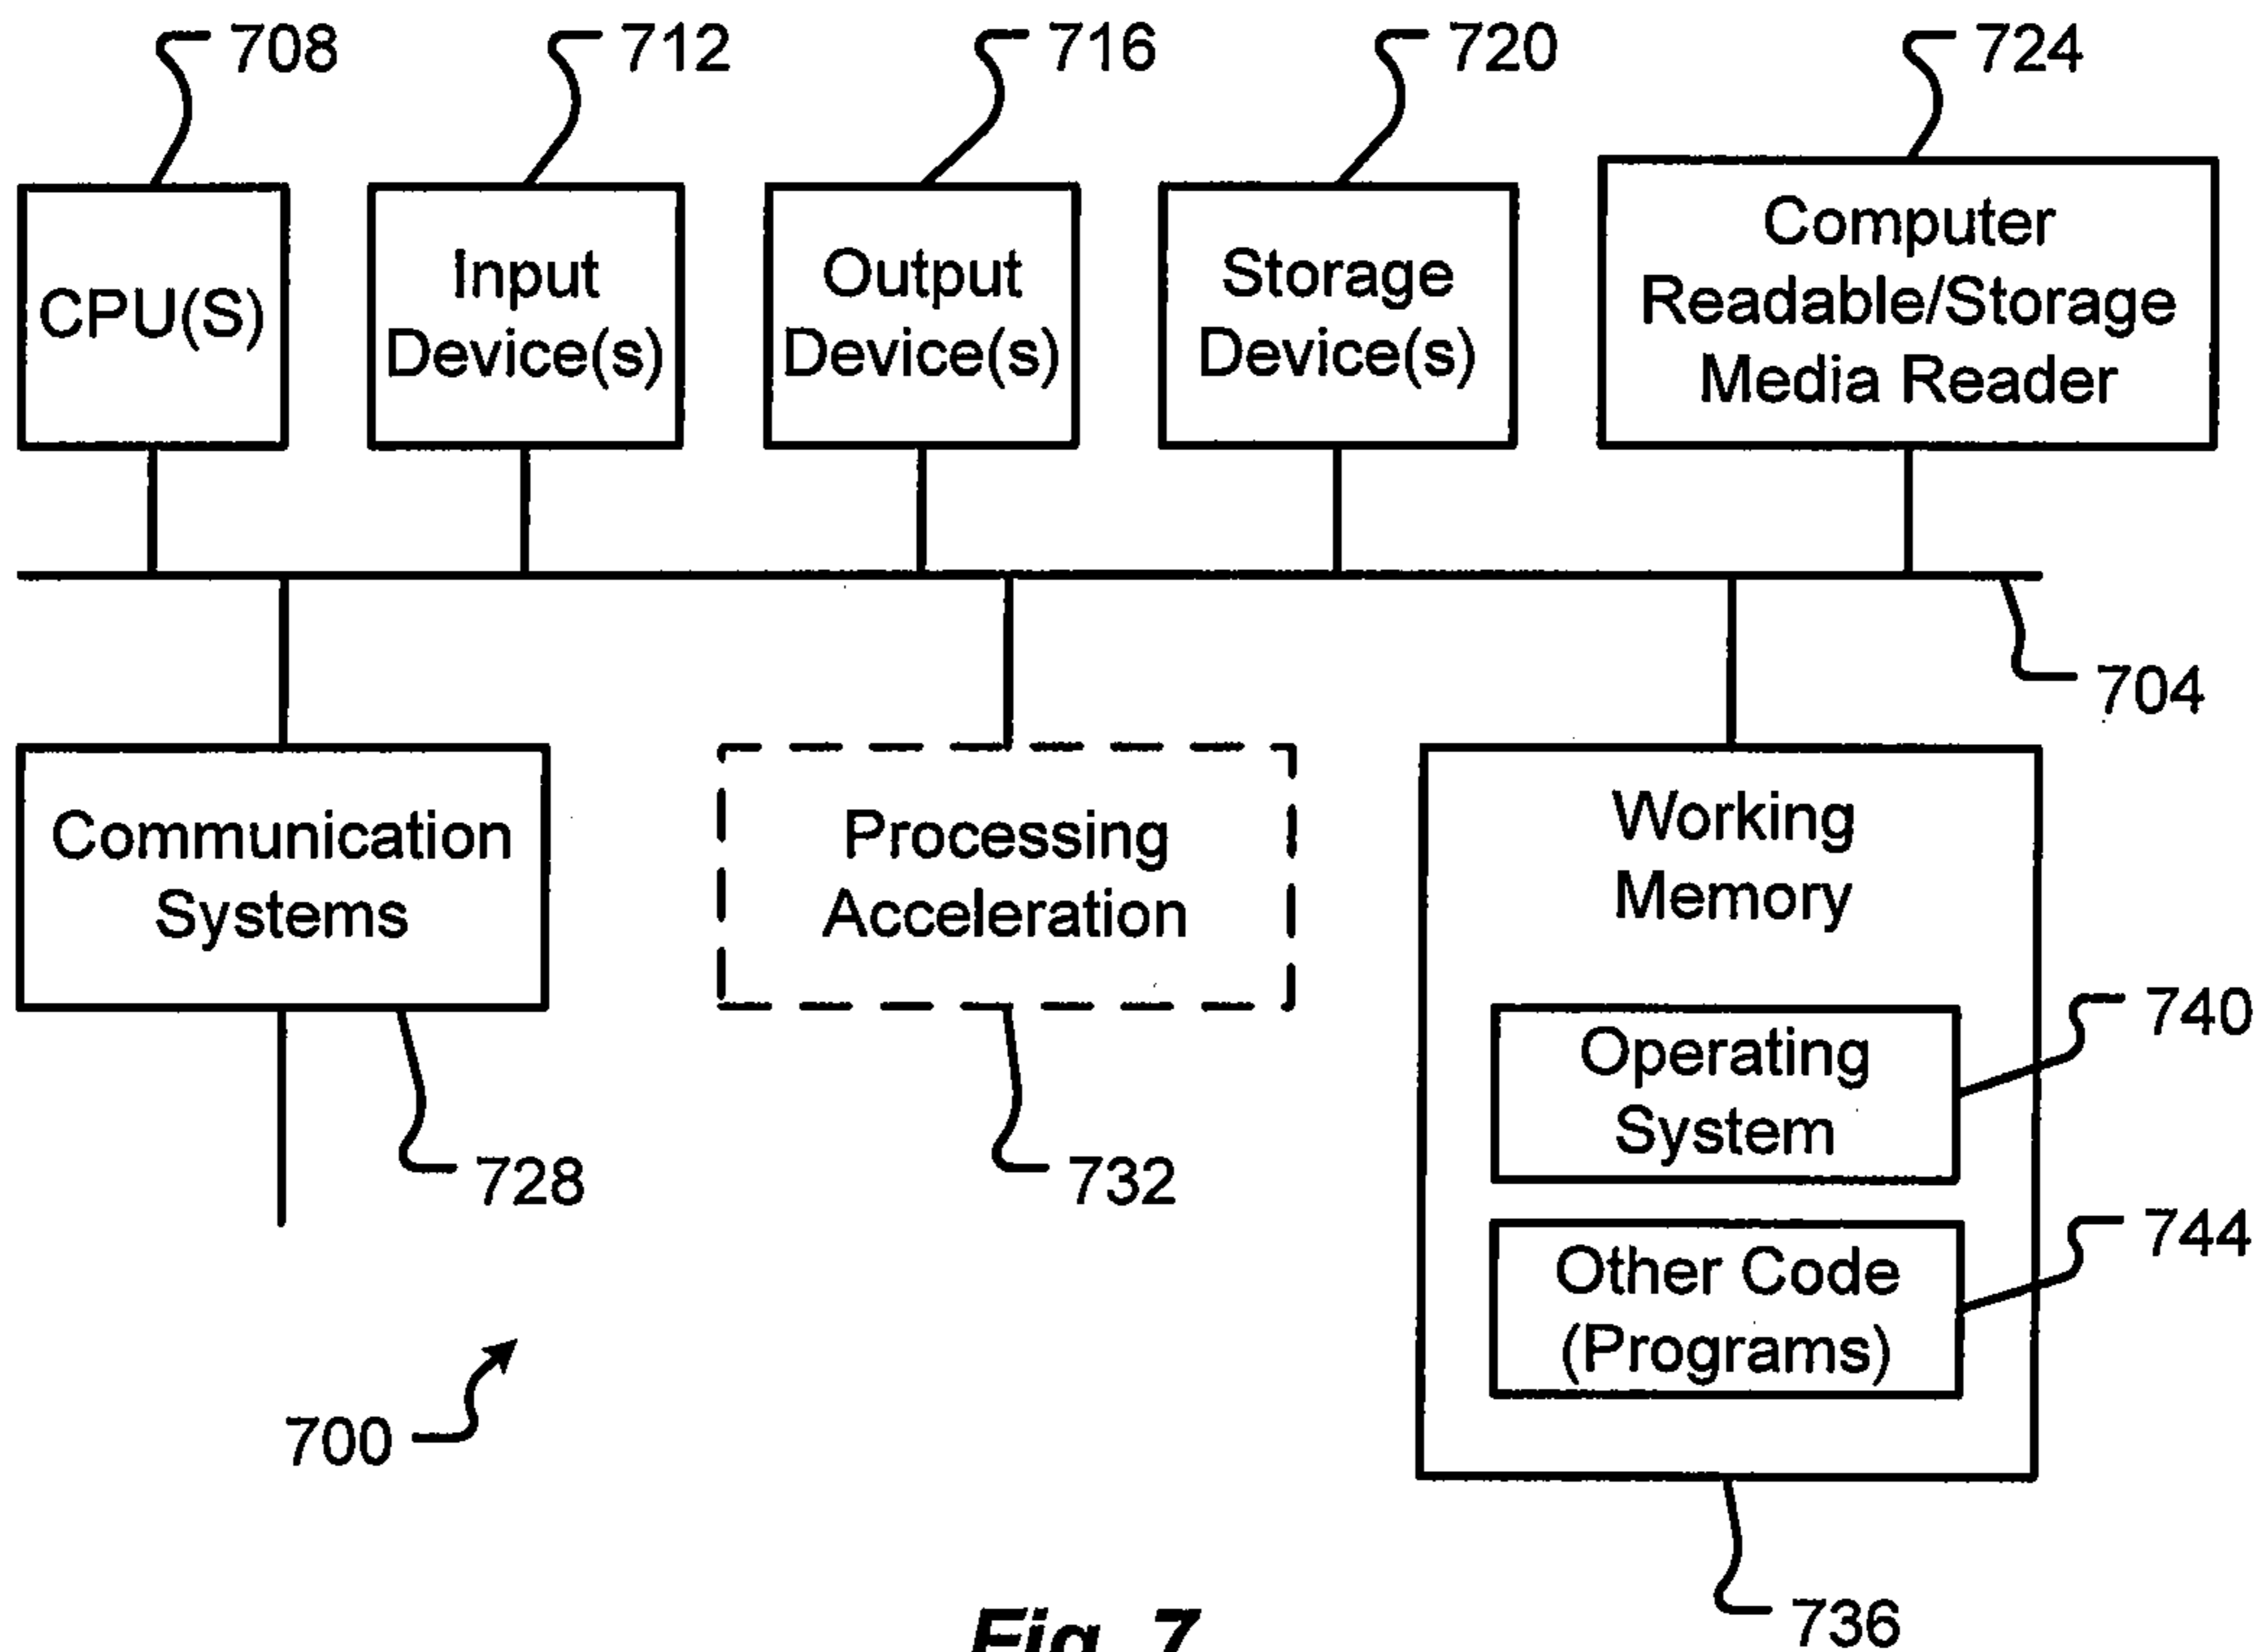 708
712
716
720
724
CPU(S)
Input
Device(s)
Output
Device(s)
Storage
Device(s)
Computer
Readable/Storage
Media Reader
704
Communication
Systems
Processing
Acceleration
Working
Memory
Operating
System
740
Other Code
(Programs)
744
728
732
700
736
Fig. 7